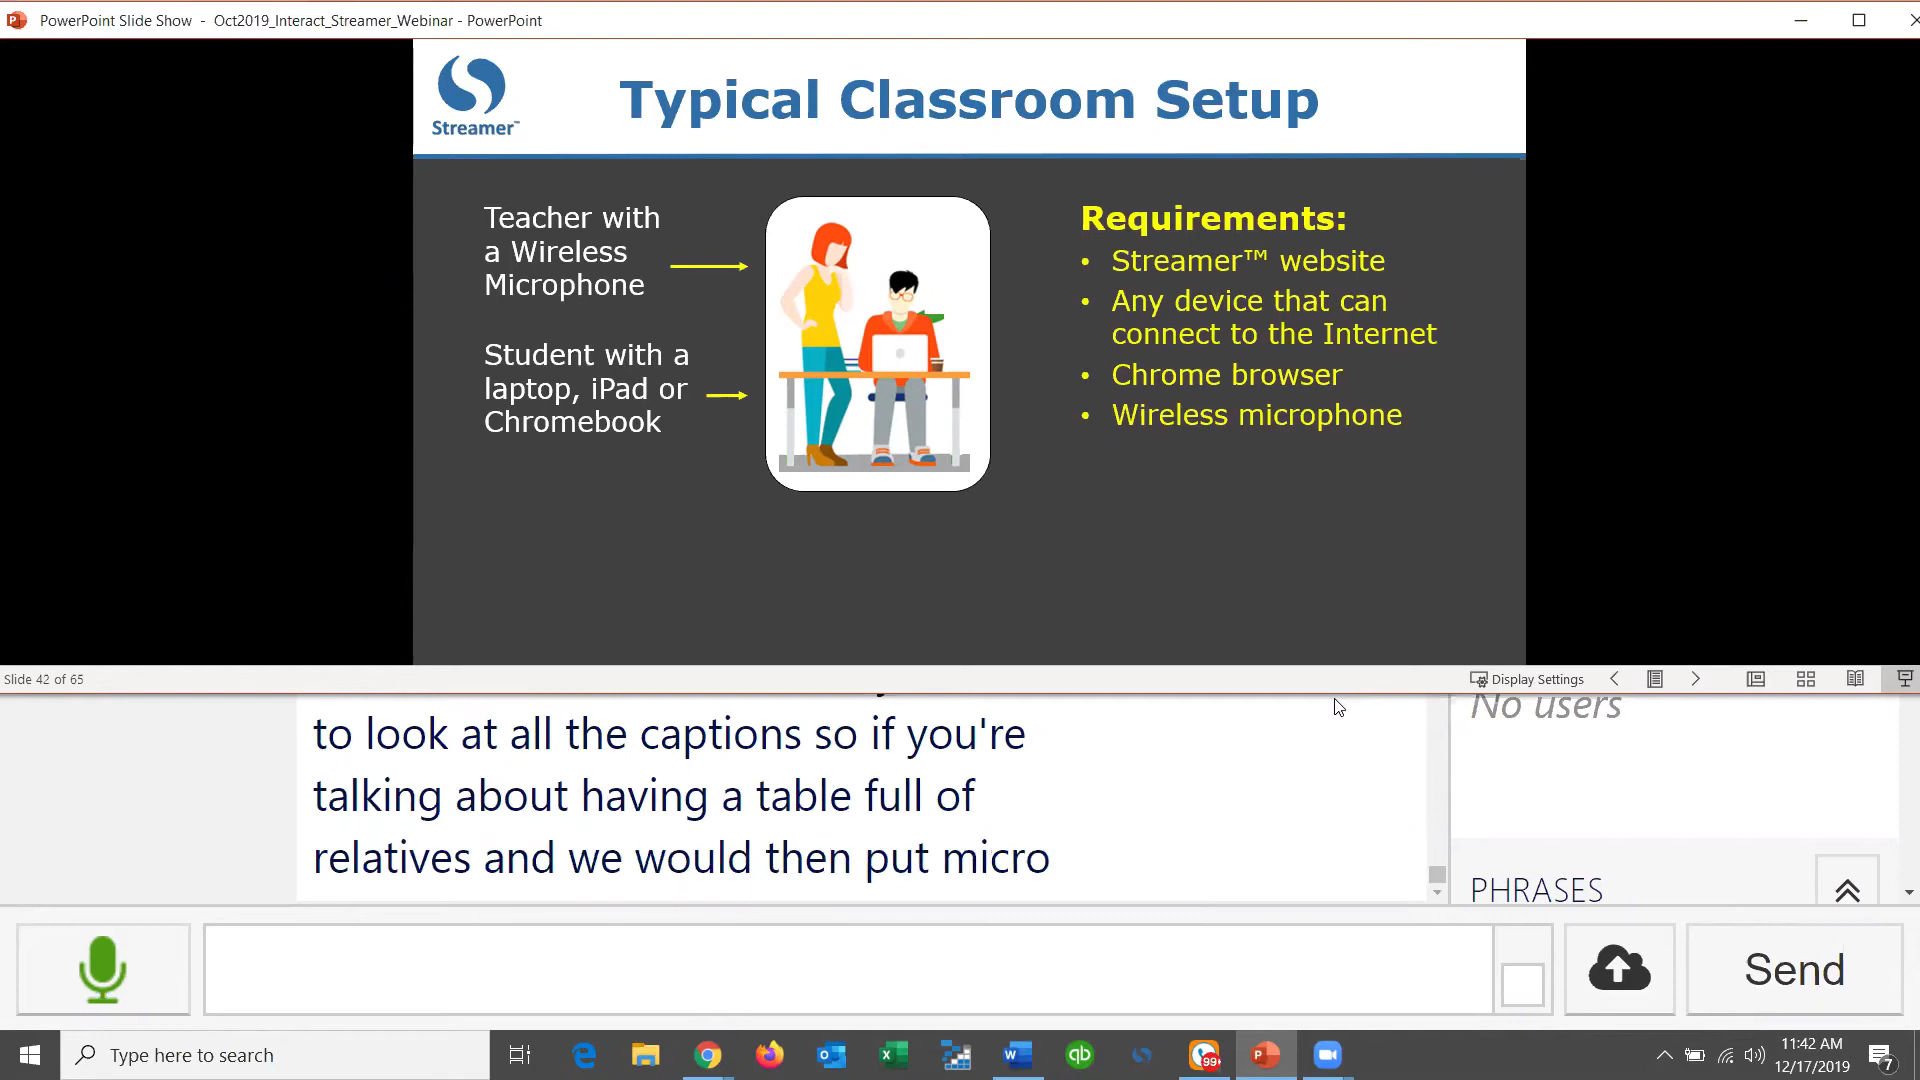 PowerPoint Slide Show - Oct2019_Interact_Streamer_Webinar - PowerPoint
Streamer™
Typical Classroom Setup
Teacher with
a Wireless
Microphone
Student with a
laptop, iPad or
Chromebook
Requirements:
• Streamer™ website
• Any device that can
connect to the Internet
• Chrome browser
• Wireless microphone
Slide 42 of 65
Display Settings
to look at all the captions so if you're
talking about having a table full of
relatives and we would then put micro
No users
PHRASES
Send
Type here to search
99+
11:42 AM
12/17/2019
7